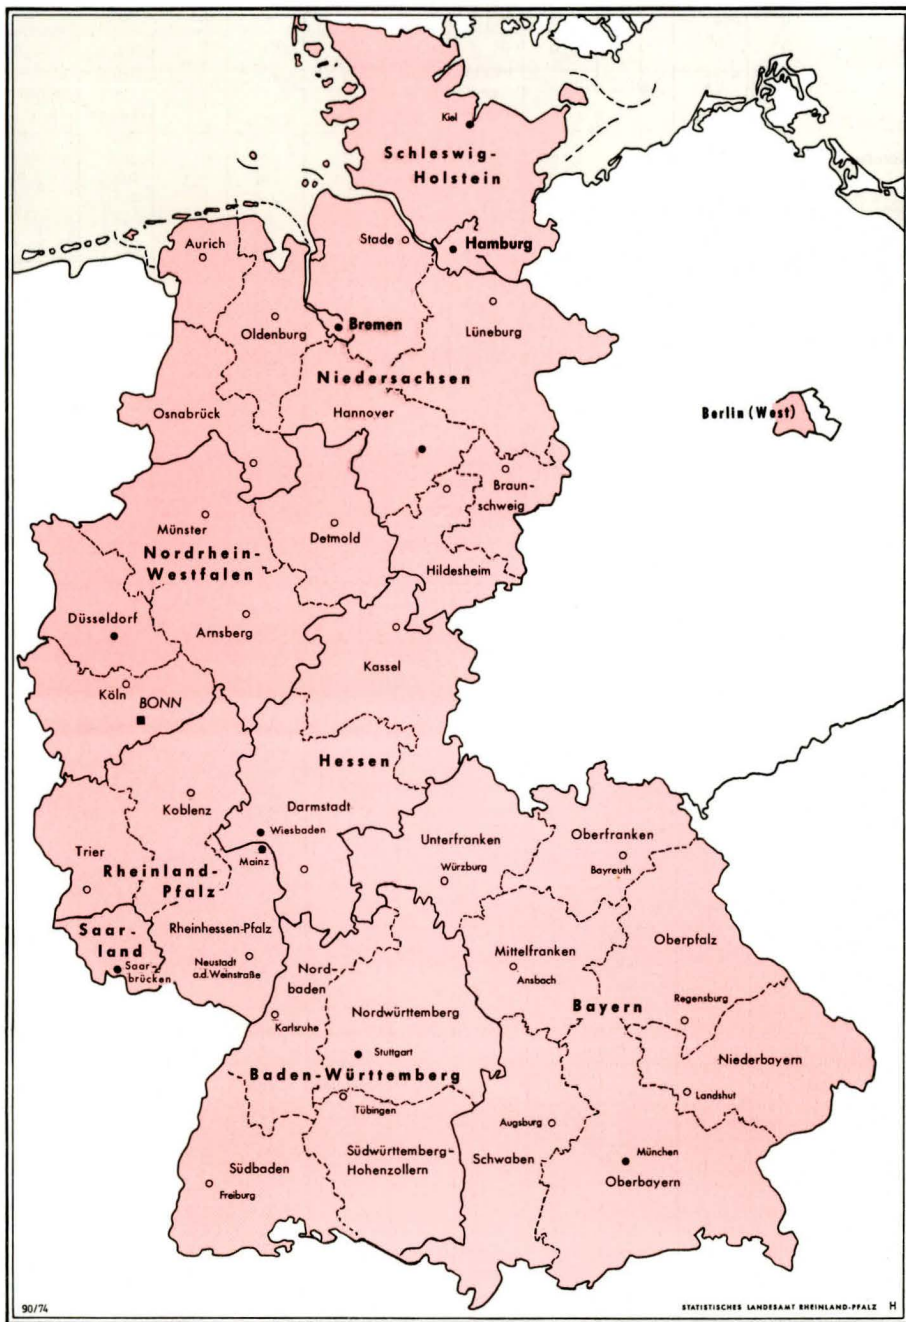 Kiel
Schleswig-
Holstein
Hamburg
Stade
Aurich
Bremen
Oldenburg
Lüneburg
Niedersachsen
Hannover
Osnabrück
Berlin (West)
Braun-
schweig
Münster
Detmold
Nordrhein-
Westfalen
Hildesheim
Düsseldorf
Arnsberg
Kassel
Köln
BONN
Hessen
Koblenz
Darmstadt
Wiesbaden
Mainz
Unterfranken
Würzburg
Oberfranken
Bayreuth
Trier
Rheinland-
Pfalz
Saar-
land
Saar-
brücken
Rheinhessen-Pfalz
Neustadt
a.d.Weinstraße
Nord-
baden
Karlsruhe
Mittelfranken
Ansbach
Oberpfalz
Regensburg
Bayern
Nordwürttemberg
Stuttgart
Baden-Württemberg
Niederbayern
Landshut
Tübingen
Augsburg
Südbaden
Freiburg
Südwürttemberg-
Hohenzollern
Schwaben
München
Oberbayern
90/74
STATISTISCHES LANDESAMT RHEINLAND-PFALZ H